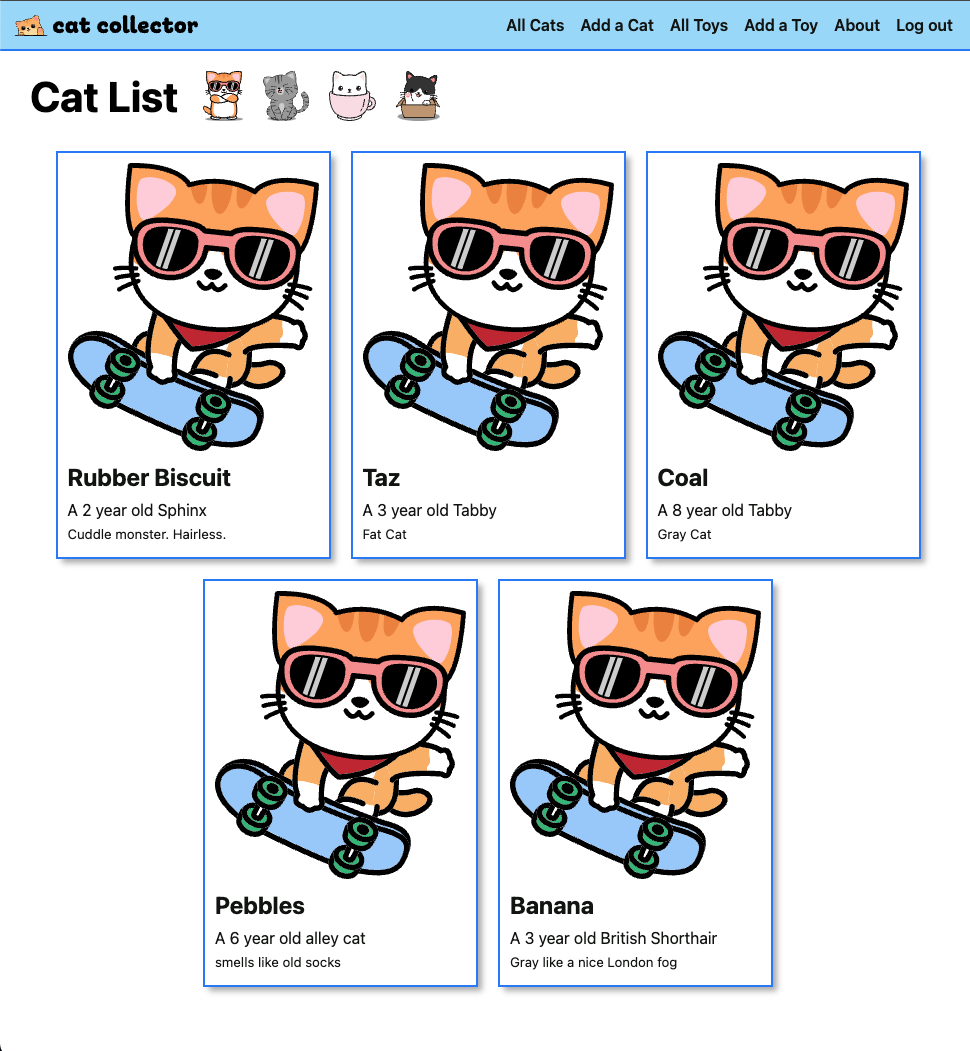 cat collector
All Cats Add a Cat All Toys Add a Toy About Log out
Cat List
Rubber Biscuit
A 2 year old Sphinx
Cuddle monster. Hairless.
Taz
A 3 year old Tabby
Fat Cat
Coal
A 8 year old Tabby
Gray Cat
Pebbles
A 6 year old alley cat
smells like old socks
Banana
A 3 year old British Shorthair
Gray like a nice London fog